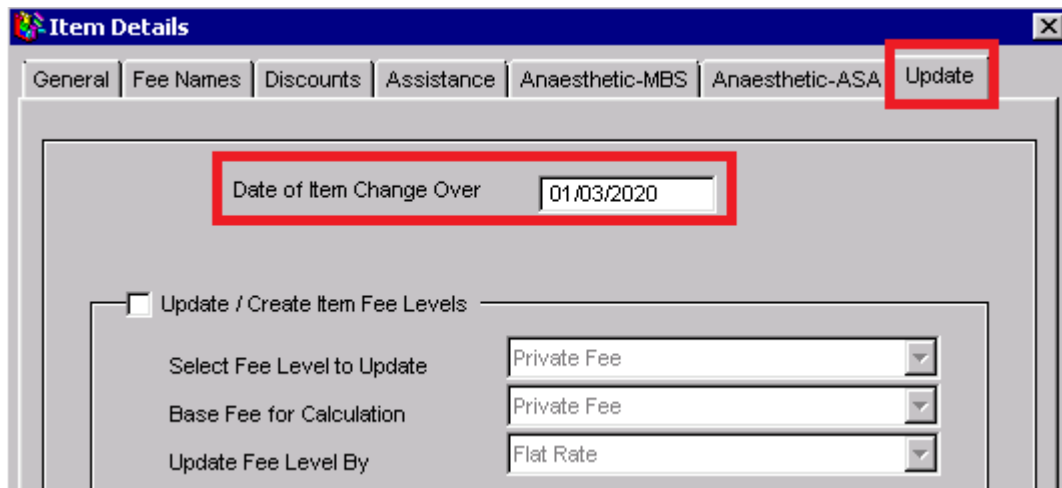 Item Details
General Fee Names Discounts Assistance Anaesthetic-MBS Anaesthetic-ASA Update
Date of Item Change Over 01/03/2020
Update / Create Item Fee Levels
Select Fee Level to Update Private Fee
Base Fee for Calculation Private Fee
Update Fee Level By Flat Rate